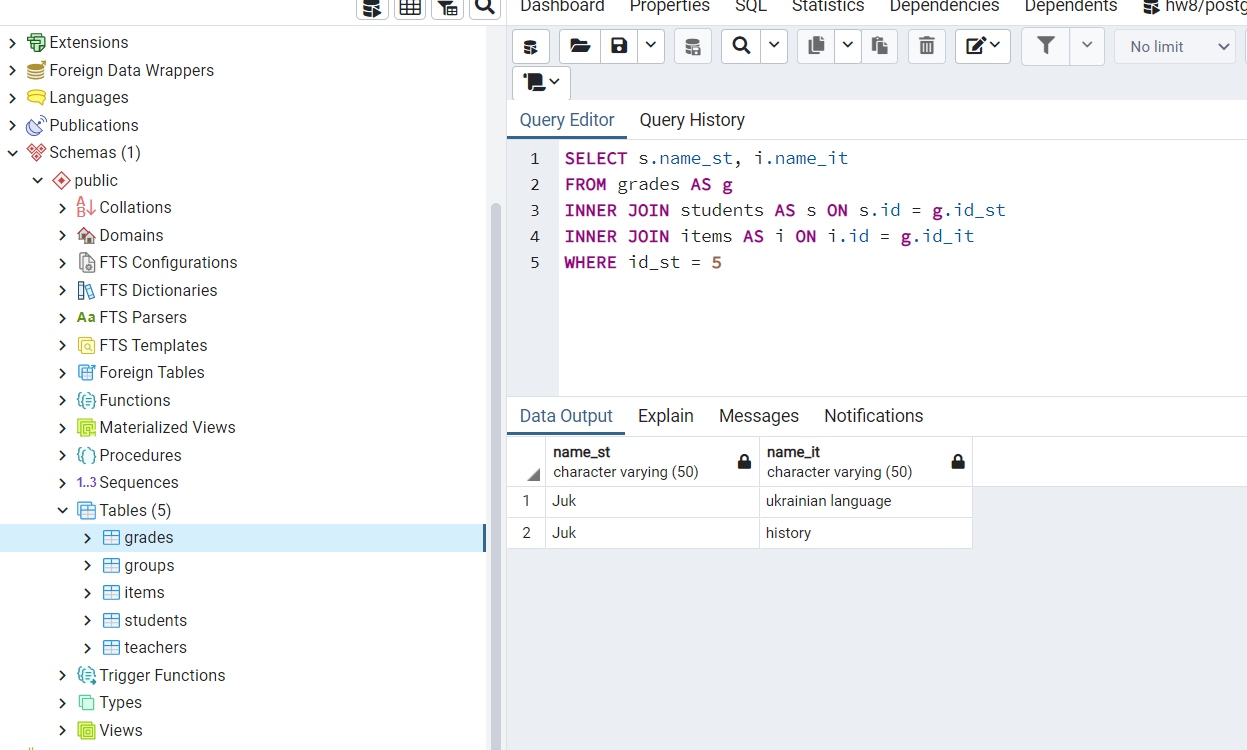 Dashboard Properties SQL Statistics Dependencies Dependents hw8/postg
Extensions
Foreign Data Wrappers
Languages
Publications
Schemas (1)
public
Collations
Domains
FTS Configurations
FTS Dictionaries
Aa FTS Parsers
FTS Templates
Foreign Tables
Functions
Materialized Views
Procedures
1..3 Sequences
Tables (5)
grades
groups
items
students
teachers
Trigger Functions
Types
Views
No limit
Query Editor Query History
1 SELECT s.name_st, i.name_it
2 FROM grades AS g
3 INNER JOIN students AS s ON s.id = g.id_st
4 INNER JOIN items AS i ON i.id = g.id_it
5 WHERE id_st = 5
Data Output Explain Messages Notifications
name_st name_it
character varying (50) character varying (50)
1 Juk ukrainian language
2 Juk history